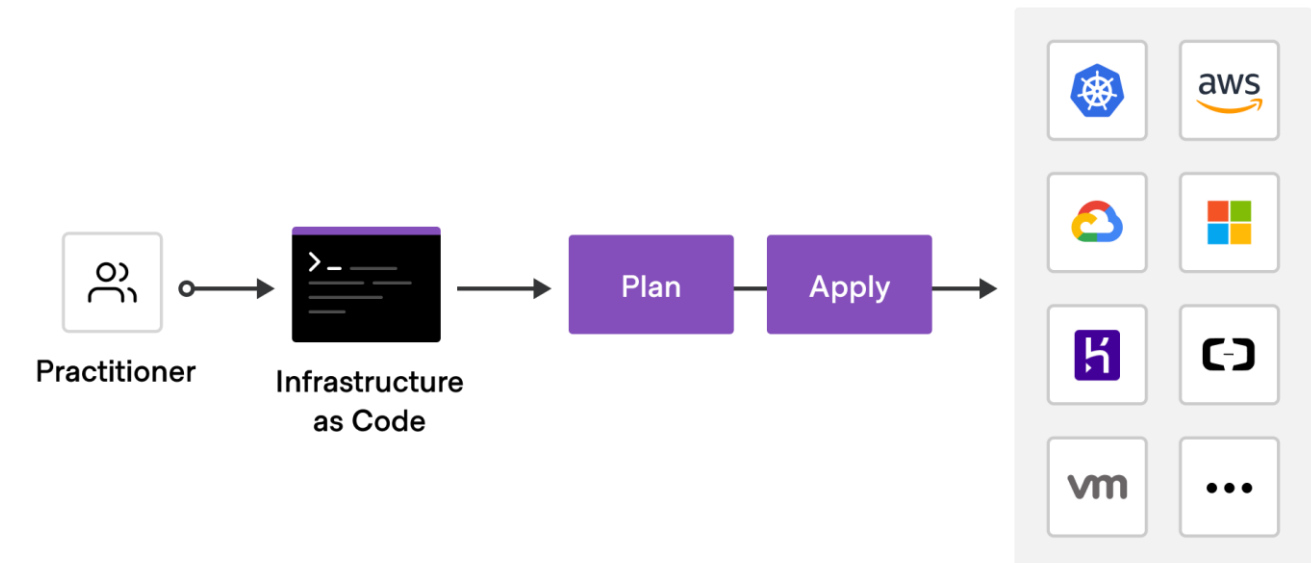 Practitioner
Infrastructure
as Code
Plan
Apply
aws
vm